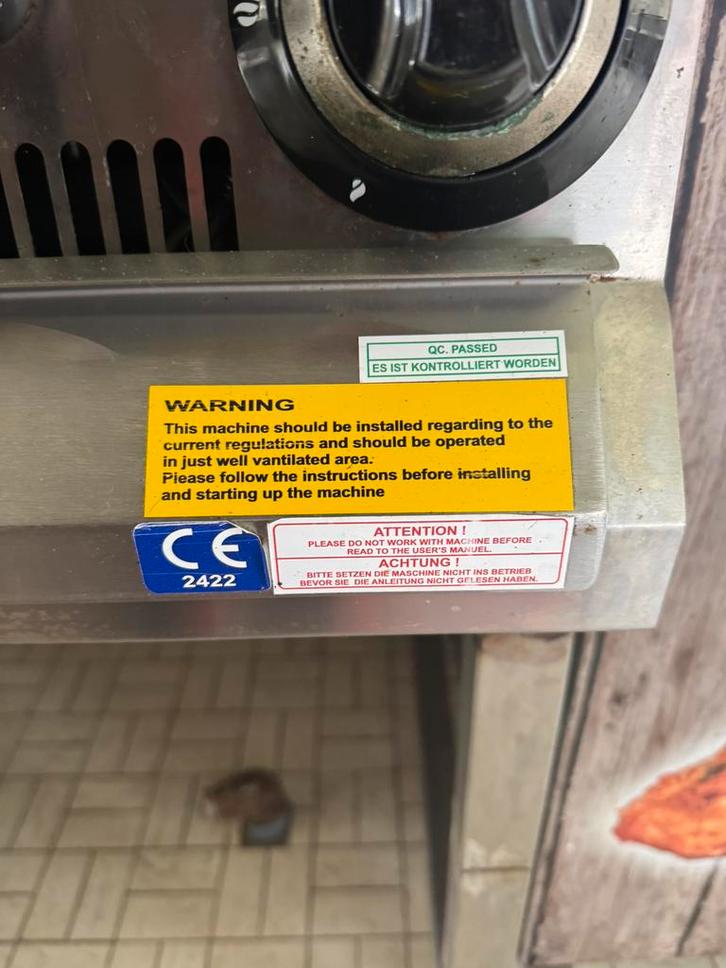 QC. PASSED
ES IST KONTROLLIERT WORDEN
WARNING
This machine should be installed regarding to the
current regulations and should be operated
in just well vantilated area.
Please follow the instructions before installing
and starting up the machine
CE
2422
ATTENTION !
PLEASE DO NOT WORK WITH MACHINE BEFORE
READ TO THE USER'S MANUEL.
ACHTUNG !
BITTE SETZEN DIE MASCHINE NICHT INS BETRIEB
BEVOR SIE DIE ANLEITUNG NICHT GELESEN HABEN.